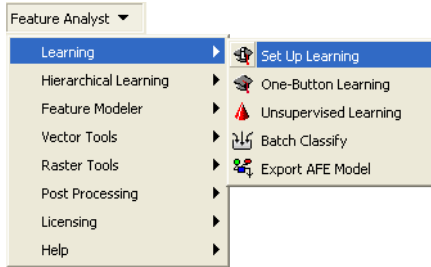 Feature Analyst
Learning
Hierarchical Learning
Feature Modeler
Vector Tools
Raster Tools
Post Processing
Licensing
Help
Set Up Learning
One-Button Learning
Unsupervised Learning
Batch Classify
Export AFE Model